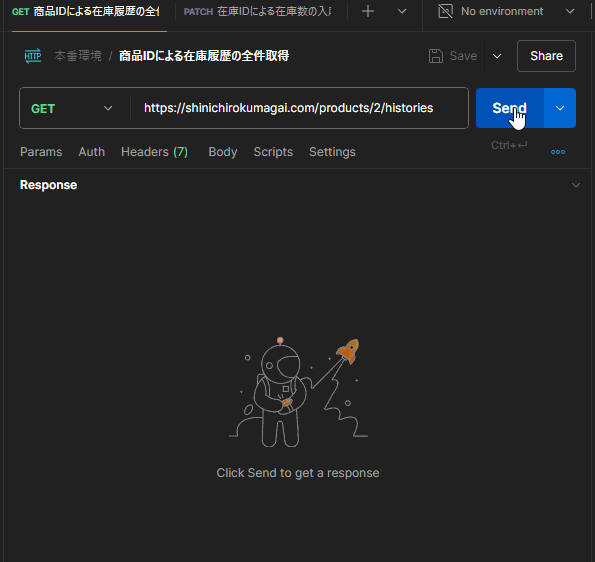 GET 商品IDによる在庫履歴の全件
PATCH 在庫IDによる在庫数の入
No environment
HTTP 本番環境 / 商品IDによる在庫履歴の全件取得
Save
Share
GET
https://shinichirokumagai.com/products/2/histories
Send
Params Auth Headers (7) Body Scripts Settings
Ctrl+↵
Response
Click Send to get a response